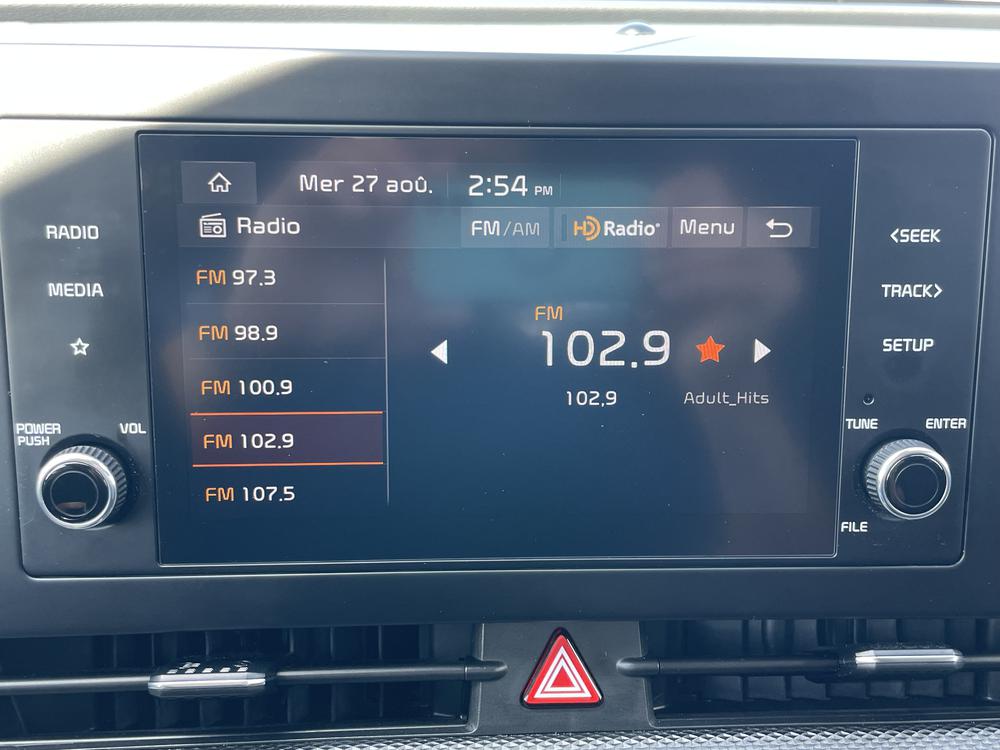 Mer 27 aoû. 2:54 PM
Radio FM/AM HD Radio® Menu
RADIO
MEDIA
POWER
PUSH
VOL
FM 97.3
FM 98.9
FM 100.9
FM 102.9
FM 107.5
FM
102.9
102.9 Adult_Hits
<SEEK
TRACK>
SETUP
TUNE
ENTER
FILE